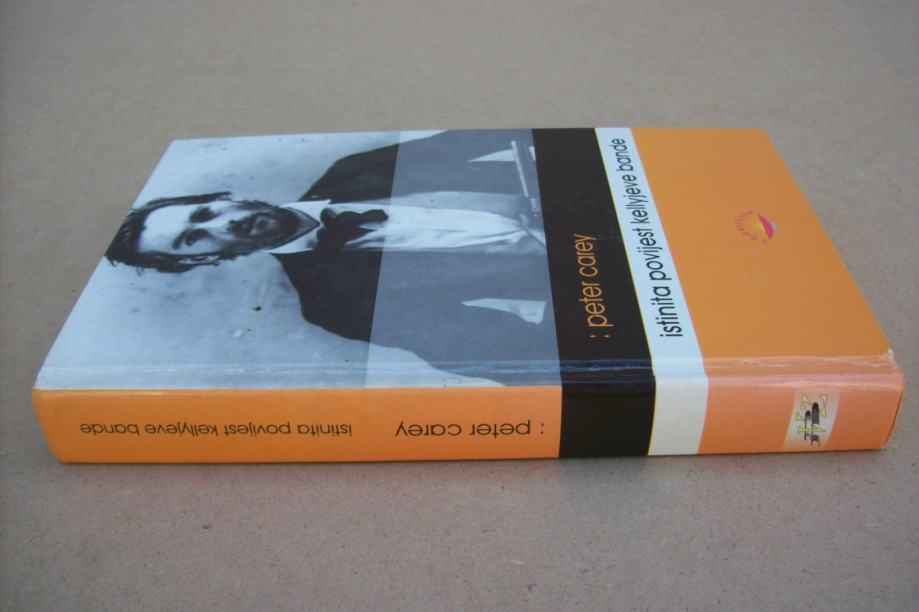 : peter carey
istinita povijest kellyjeve bande
: peter carey
istinita povijest kellyjeve bande